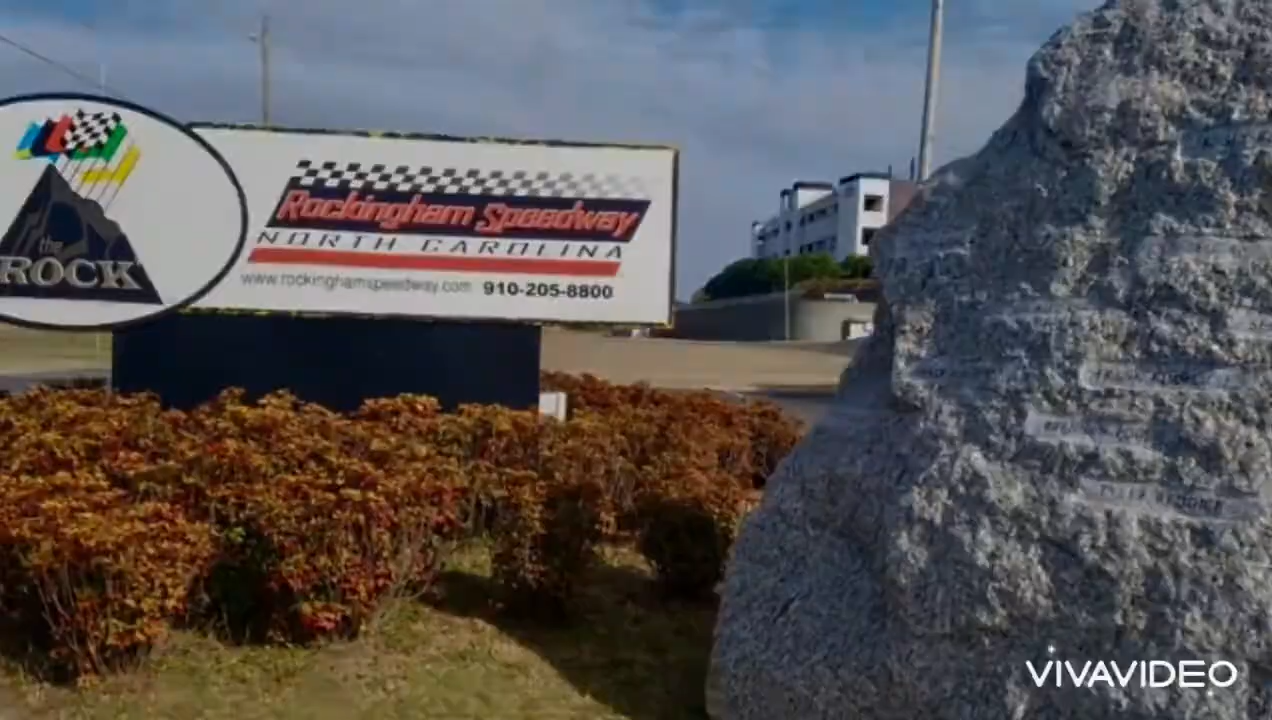 the
ROCK
Rockingham Speedway
NORTH CAROLINA
www.rockinghamspeedway.com 910-205-8800
VIVAVIDEO